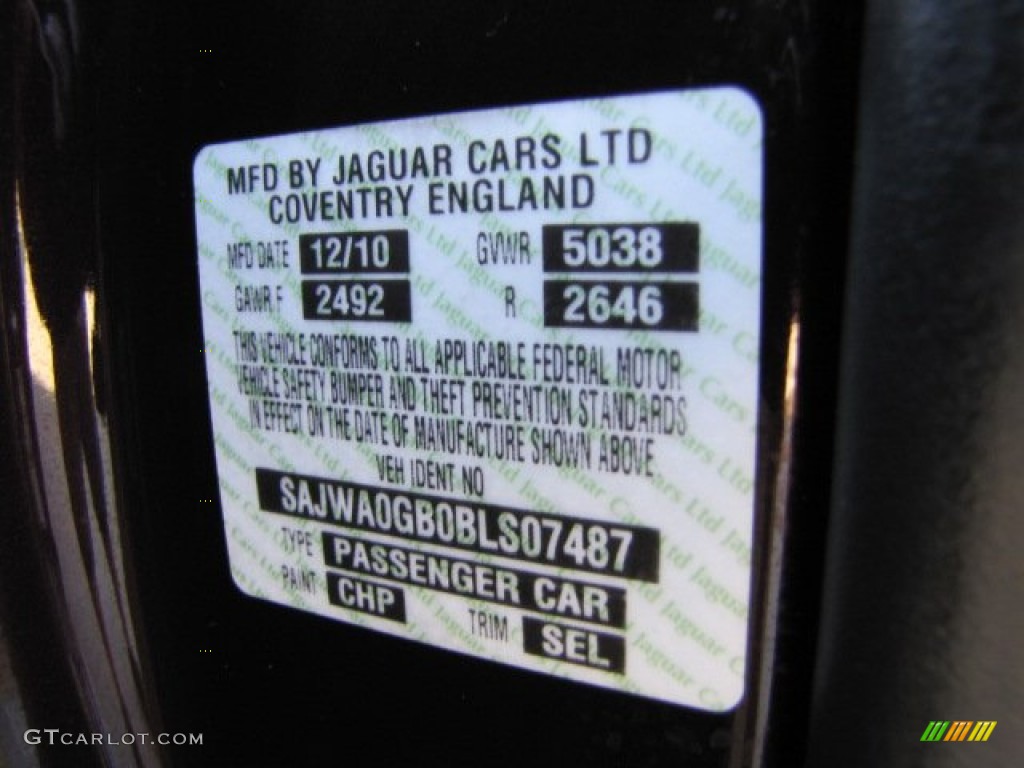 MFD BY JAGUAR CARS LTD
COVENTRY ENGLAND
MFD DATE 12/10 GVWR 5038
GAWR F 2492 R 2646
THIS VEHICLE CONFORMS TO ALL APPLICABLE FEDERAL MOTOR
VEHICLE SAFETY BUMPER AND THEFT PREVENTION STANDARDS
IN EFFECT ON THE DATE OF MANUFACTURE SHOWN ABOVE
VEH IDENT NO
SAJWA0GB0BLS07487
TYPE PASSENGER CAR
PAINT CHP TRIM SEL
GTCARLOT.COM